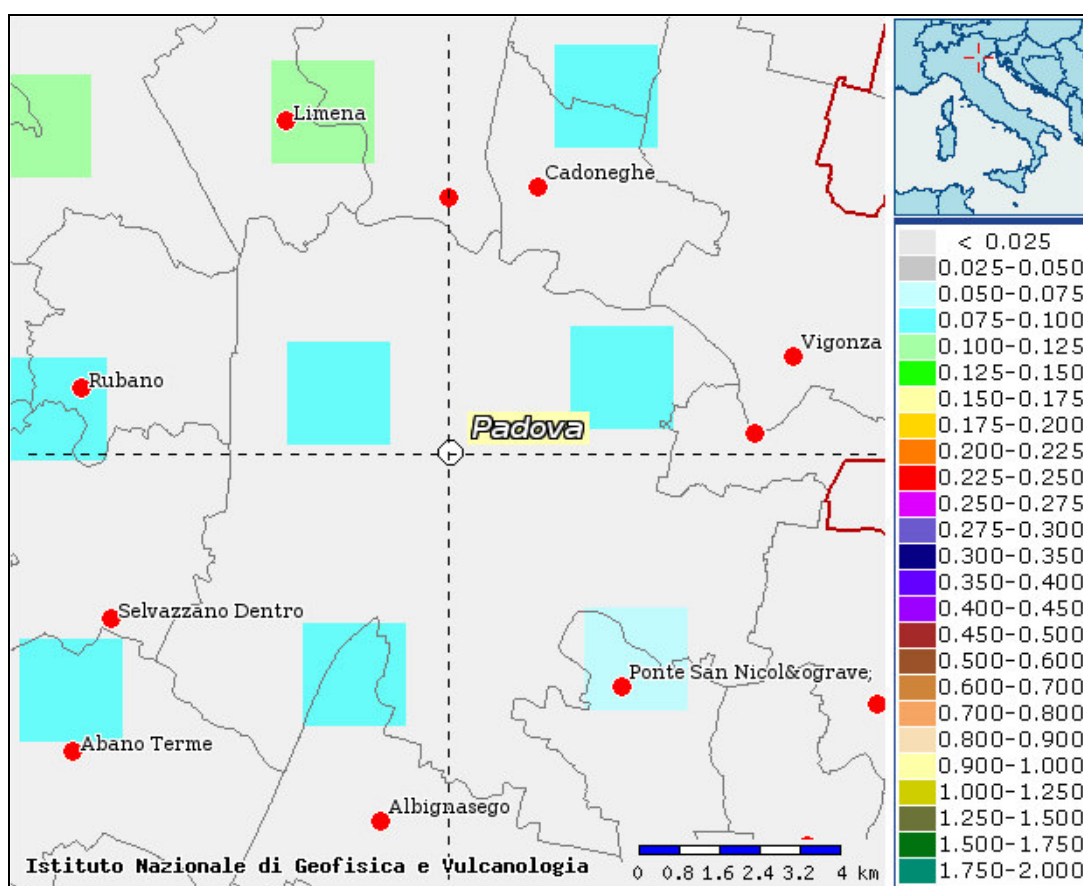 Limena
Cadoneghe
Vigonza
Rubano
Padova
Selvazzano Dentro
Ponte San Nicol&ograve;
Abano Terme
Albignasego
Istituto Nazionale di Geofisica e Vulcanologia
0 0.8 1.6 2.4 3.2 4 km
< 0.025
0.025-0.050
0.050-0.075
0.075-0.100
0.100-0.125
0.125-0.150
0.150-0.175
0.175-0.200
0.200-0.225
0.225-0.250
0.250-0.275
0.275-0.300
0.300-0.350
0.350-0.400
0.400-0.450
0.450-0.500
0.500-0.600
0.600-0.700
0.700-0.800
0.800-0.900
0.900-1.000
1.000-1.250
1.250-1.500
1.500-1.750
1.750-2.000